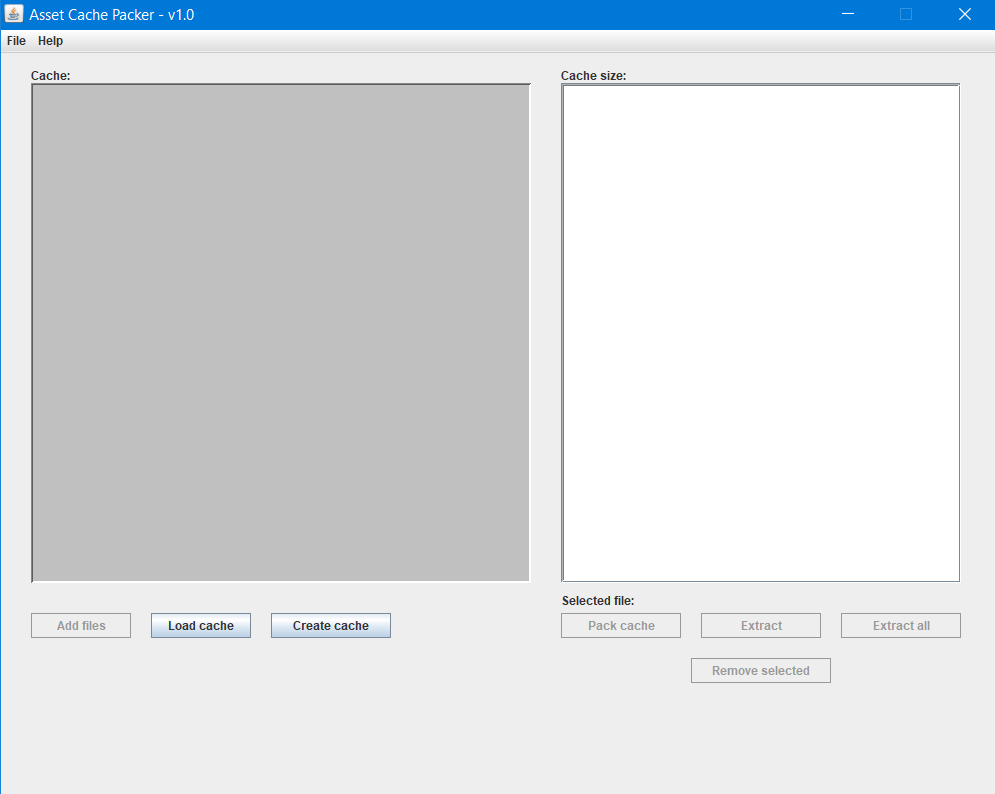 Asset Cache Packer - v1.0
File Help
Cache:
Cache size:
Selected file:
Add files Load cache Create cache Pack cache Extract Extract all
Remove selected